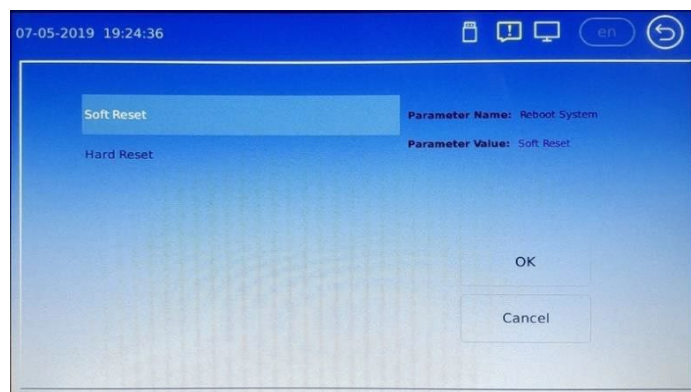 07-05-2019 19:24:36
en
Soft Reset
Parameter Name: Reboot System
Hard Reset
Parameter Value: Soft Reset
OK
Cancel